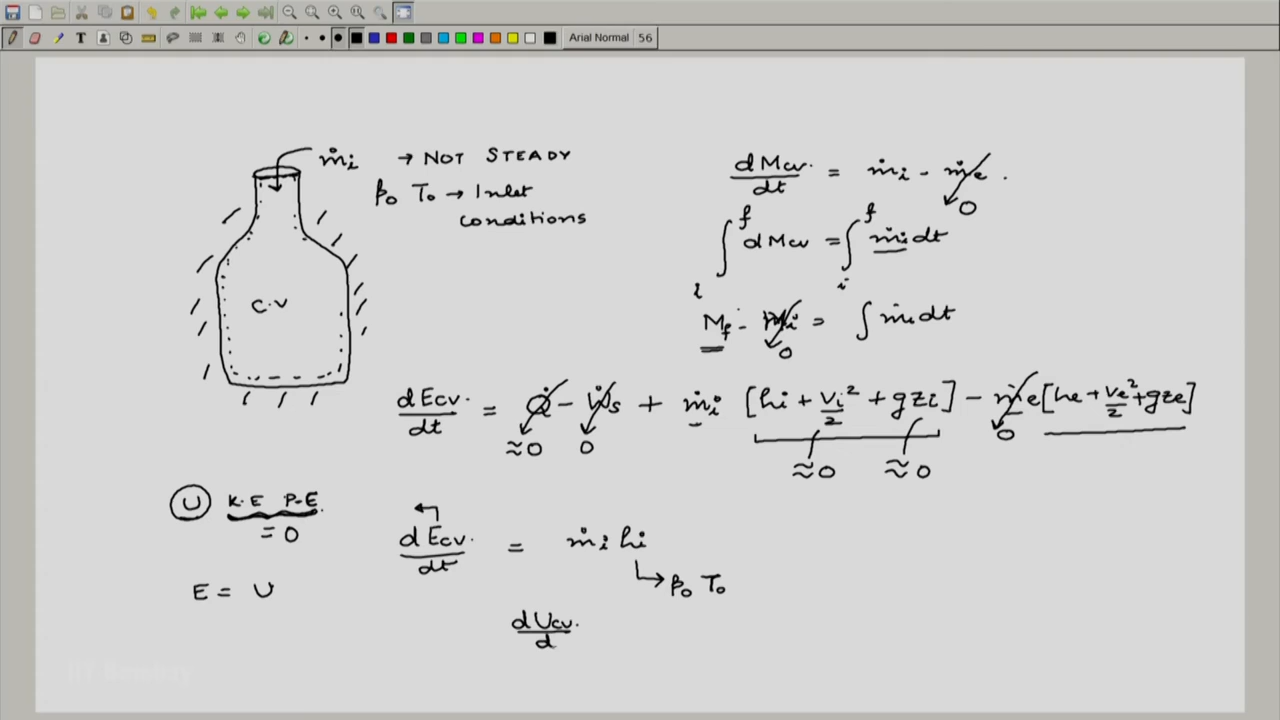 Arial Normal 56
ṁi → NOT STEADY
p₀ T₀ → Inlet
conditions
C.V
dMcv/dt = ṁi - ṁe
0
∫ᵢᶠ dMcv = ∫ᵢᶠ ṁi dt
Mf - Mi = ∫ ṁi dt
0
dEcv/dt = Q̇ - Ẇs + ṁi [hi + Vi²/2 + gZi] - ṁe [he + Ve²/2 + gZe]
≈0 0 ≈0 ≈0 0
U K.E P.E
= 0
dEcv/dt = ṁi hi
p₀ T₀
E = U
dUcv/d